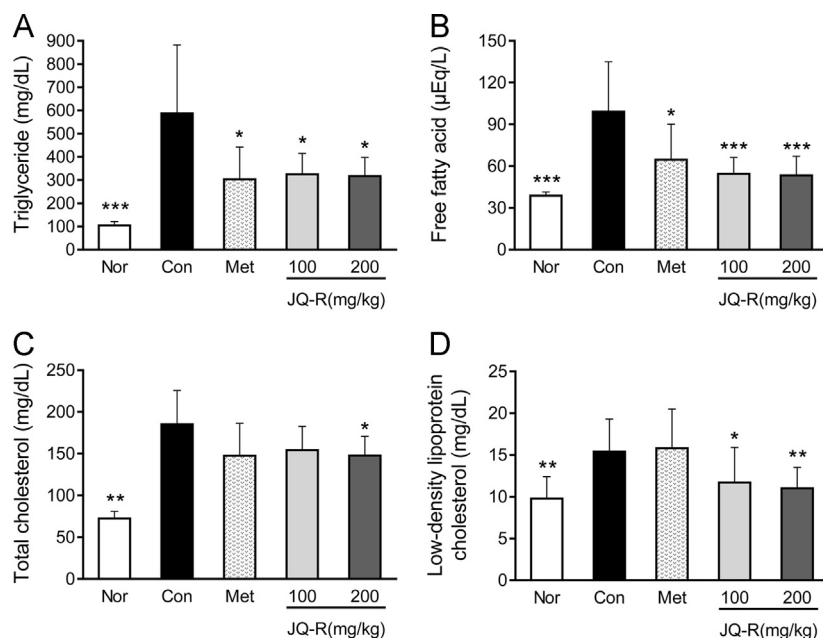 A
Triglyceride (mg/dL)
900
800
700
600
500
400
300
200
100
0
***
*
*
*
Nor Con Met 100 200
JQ-R(mg/kg)
B
Free fatty acid (µEq/L)
150
120
90
60
30
0
***
*
***
***
Nor Con Met 100 200
JQ-R(mg/kg)
C
Total cholesterol (mg/dL)
250
200
150
100
50
0
**
*
Nor Con Met 100 200
JQ-R(mg/kg)
D
Low-density lipoprotein
cholesterol (mg/dL)
25
20
15
10
5
0
**
*
**
Nor Con Met 100 200
JQ-R(mg/kg)